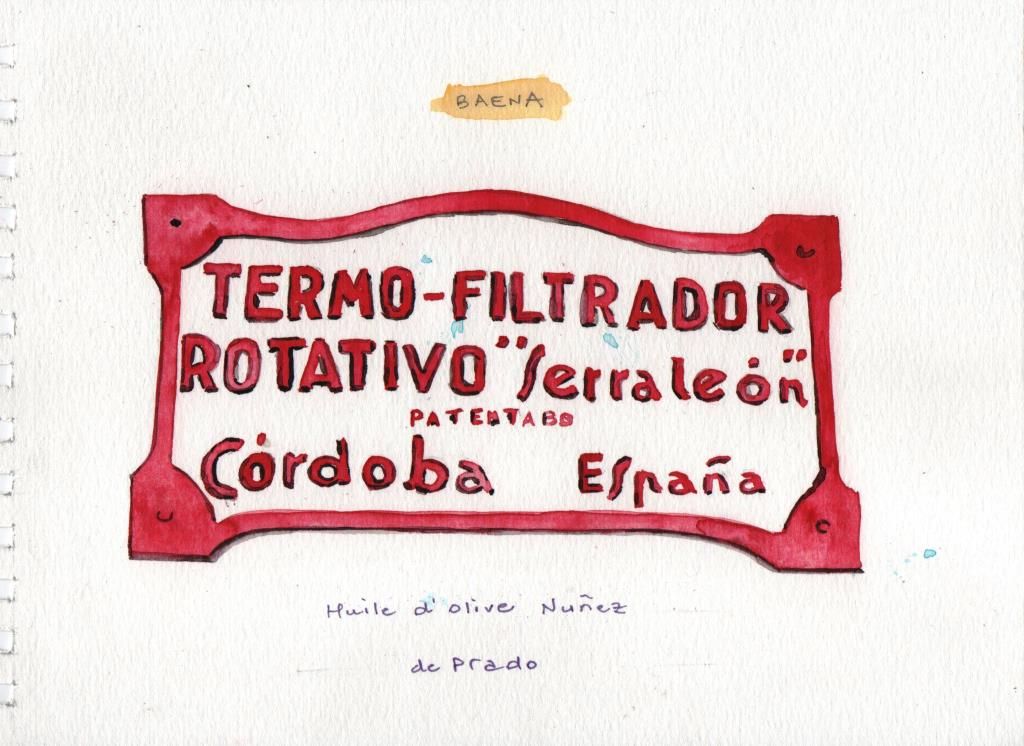 BAENA
TERMO-FILTRADOR
ROTATIVO "Serraleón"
PATENTADO
Córdoba España
Huile d'olive Nuñez
de Prado